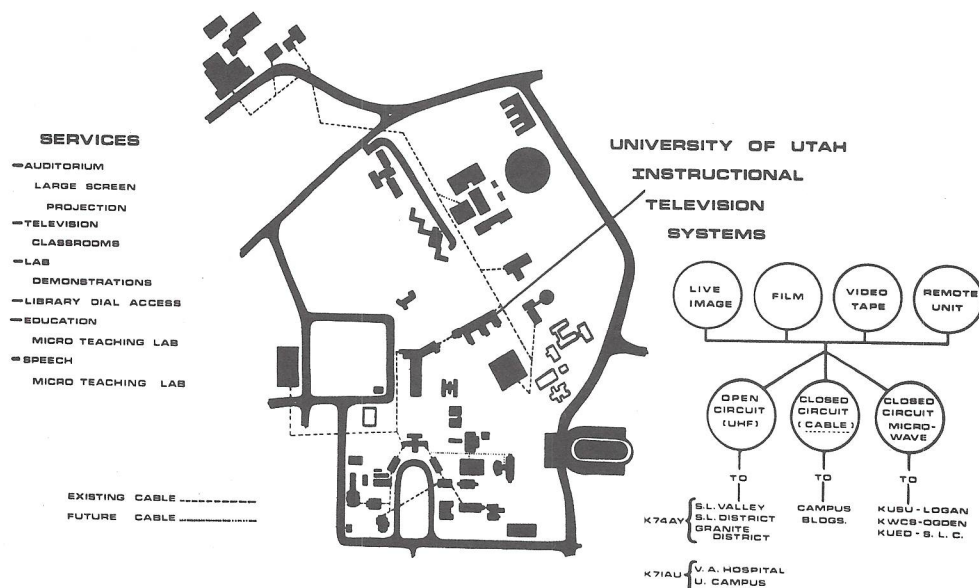 SERVICES
AUDITORIUM
LARGE SCREEN
PROJECTION
TELEVISION
CLASSROOMS
LAB
DEMONSTRATIONS
LIBRARY DIAL ACCESS
EDUCATION
MICRO TEACHING LAB
SPEECH
MICRO TEACHING LAB
EXISTING CABLE
FUTURE CABLE
UNIVERSITY OF UTAH
INSTRUCTIONAL
TELEVISION
SYSTEMS
LIVE
IMAGE
FILM
VIDEO
TAPE
REMOTE
UNIT
OPEN
CIRCUIT
(UHF)
CLOSED
CIRCUIT
(CABLE)
CLOSED
CIRCUIT
MICRO-
WAVE
TO
TO
TO
K74AY { S.L. VALLEY
S.L. DISTRICT
GRANITE
DISTRICT
CAMPUS
BLDGS.
KUSU-LOGAN
KWCS-OGDEN
KUED-S.L.C.
K71AU { V.A. HOSPITAL
U. CAMPUS